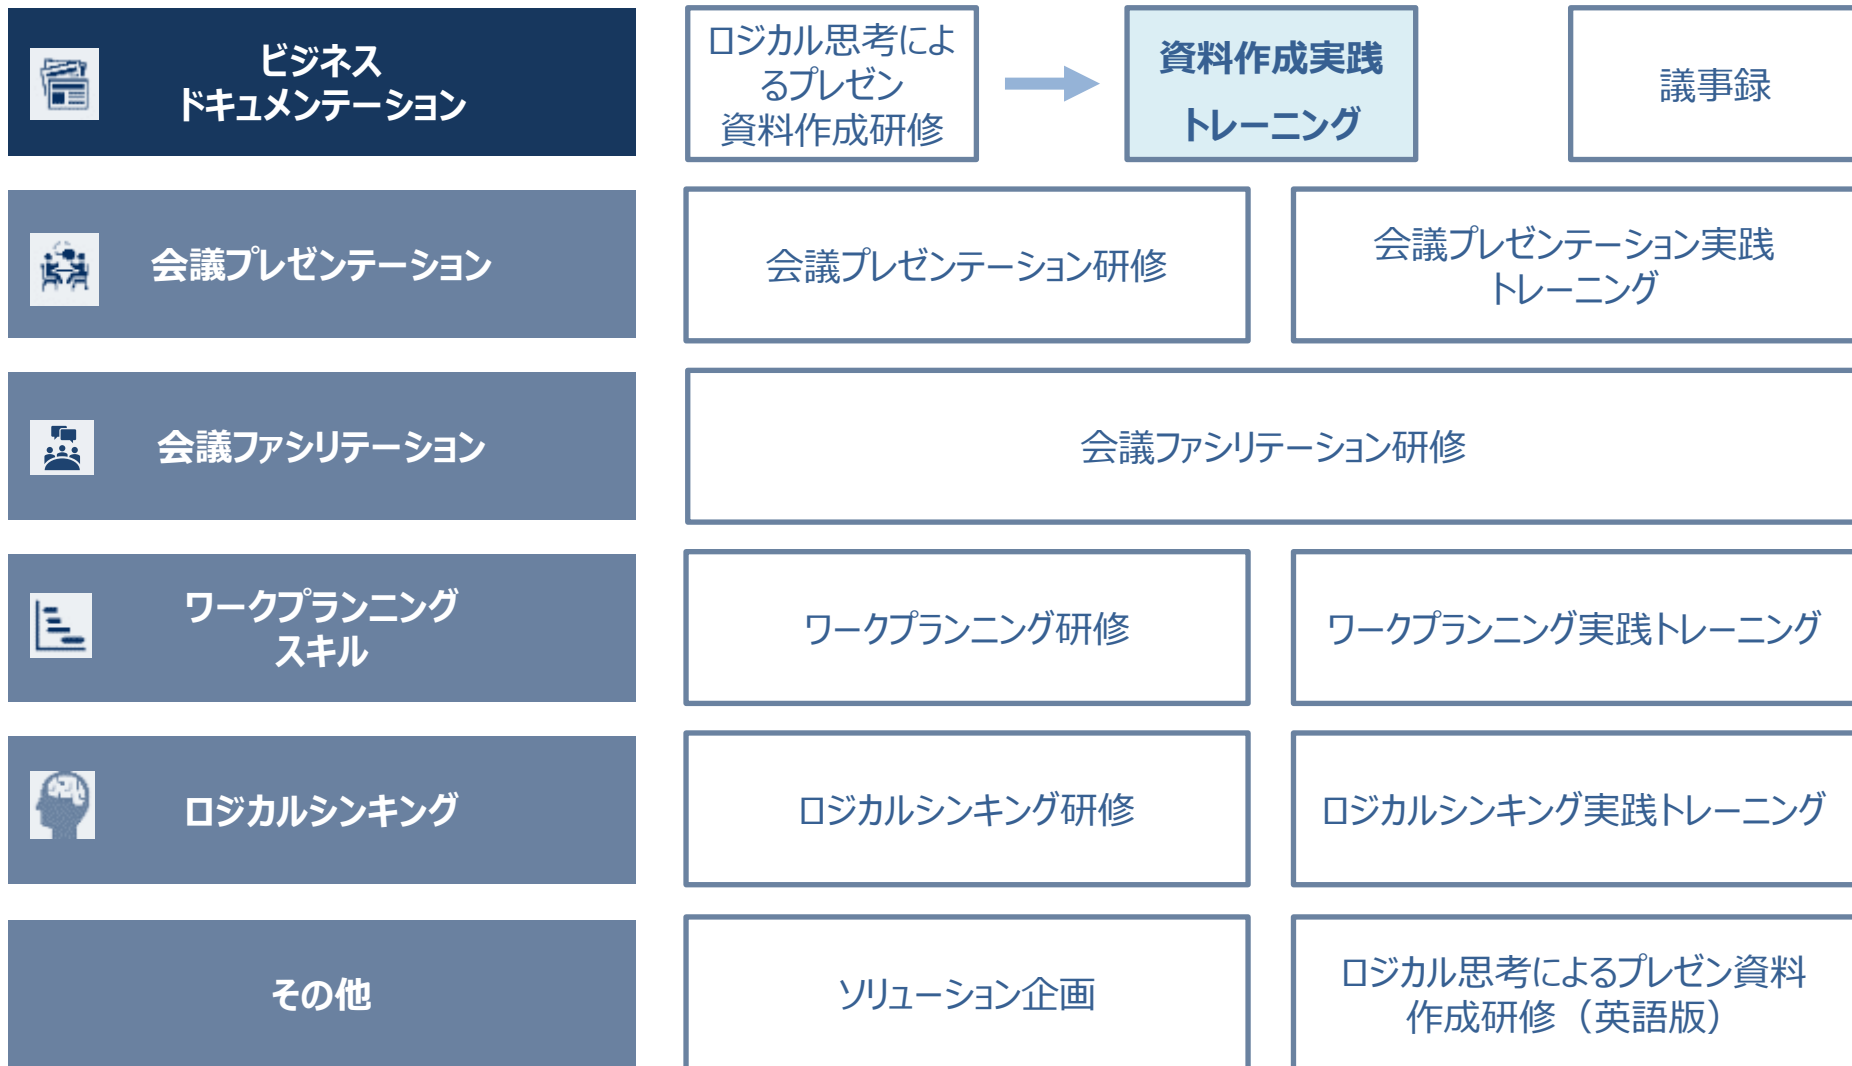 ビジネス
ドキュメンテーション
ロジカル思考によ
るプレゼン
資料作成研修
資料作成実践
トレーニング
議事録
会議プレゼンテーション
会議プレゼンテーション研修
会議プレゼンテーション実践
トレーニング
会議ファシリテーション
会議ファシリテーション研修
ワークプランニング
スキル
ワークプランニング研修
ワークプランニング実践トレーニング
ロジカルシンキング
ロジカルシンキング研修
ロジカルシンキング実践トレーニング
その他
ソリューション企画
ロジカル思考によるプレゼン資料
作成研修（英語版）